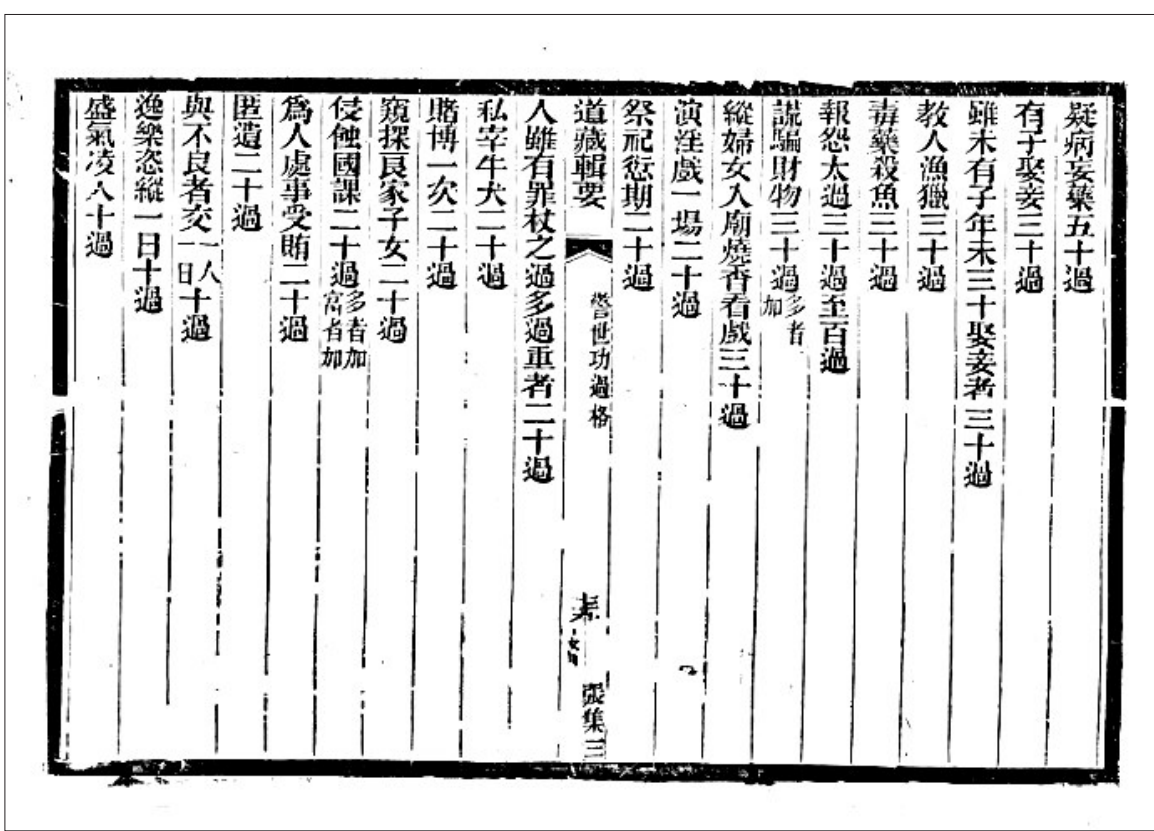 疑病妄藥五十過
有子娶妾三十過
雖未有子年未三十娶妾者三十過
教人漁獵三十過
毒藥殺魚三十過
報怨太過三十過至百過
謊騙財物三十過多者加
縱婦女入廟燒香看戲三十過
演淫戲一場二十過
祭祀愆期二十過
道藏輯要
警世功過格
張集三
人雖有罪杖之過多過重者二十過
私宰牛犬二十過
賭博一次二十過
窺探良家子女二十過
侵蝕國課二十過多者加富者加
爲人處事受賄二十過
匿遺二十過
與不良者交一人一日十過
逸樂恣縱一日十過
盛氣凌人十過